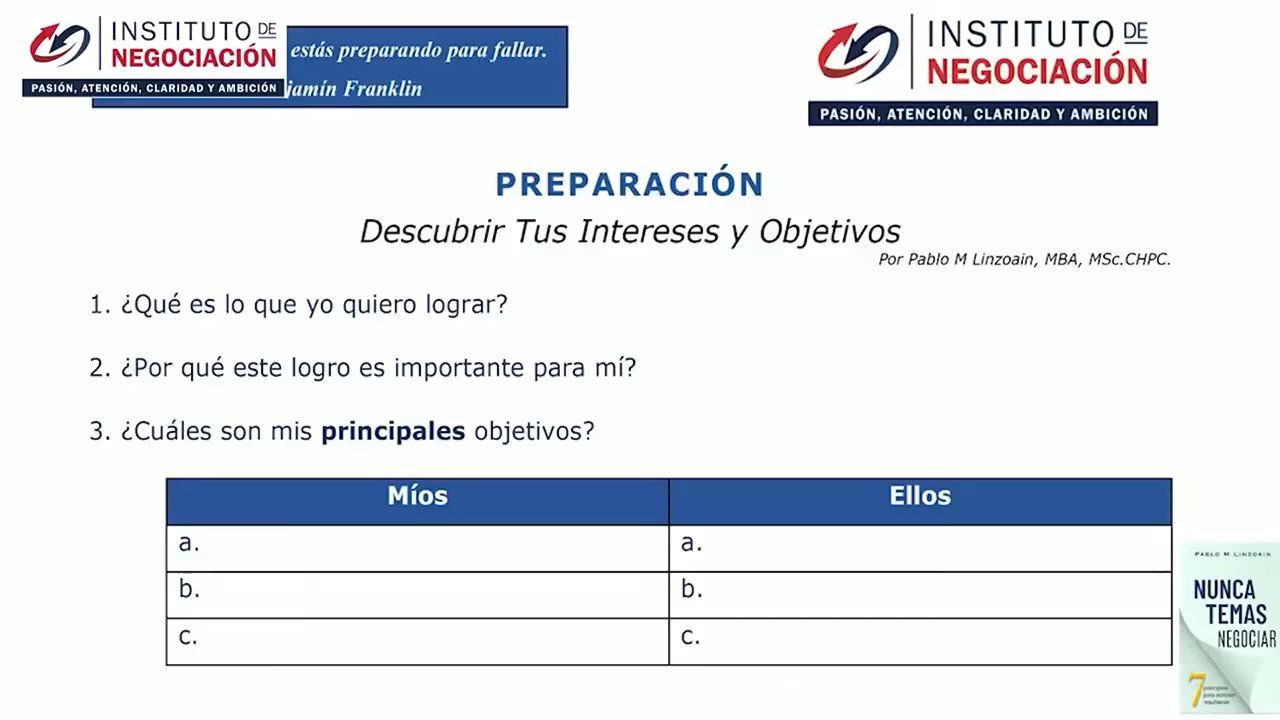 INSTITUTO DE
NEGOCIACIÓN
PASIÓN, ATENCIÓN, CLARIDAD Y AMBICIÓN
estás preparando para fallar.
jamín Franklin
INSTITUTO DE
NEGOCIACIÓN
PASIÓN, ATENCIÓN, CLARIDAD Y AMBICIÓN
PREPARACIÓN
Descubrir Tus Intereses y Objetivos
Por Pablo M Linzoain, MBA, MSc.CHPC.
1. ¿Qué es lo que yo quiero lograr?
2. ¿Por qué este logro es importante para mí?
3. ¿Cuáles son mis principales objetivos?
Míos Ellos
a. a.
b. b.
c. c.
PABLO M LINZOAIN
NUNCA
TEMAS
NEGOCIAR
7